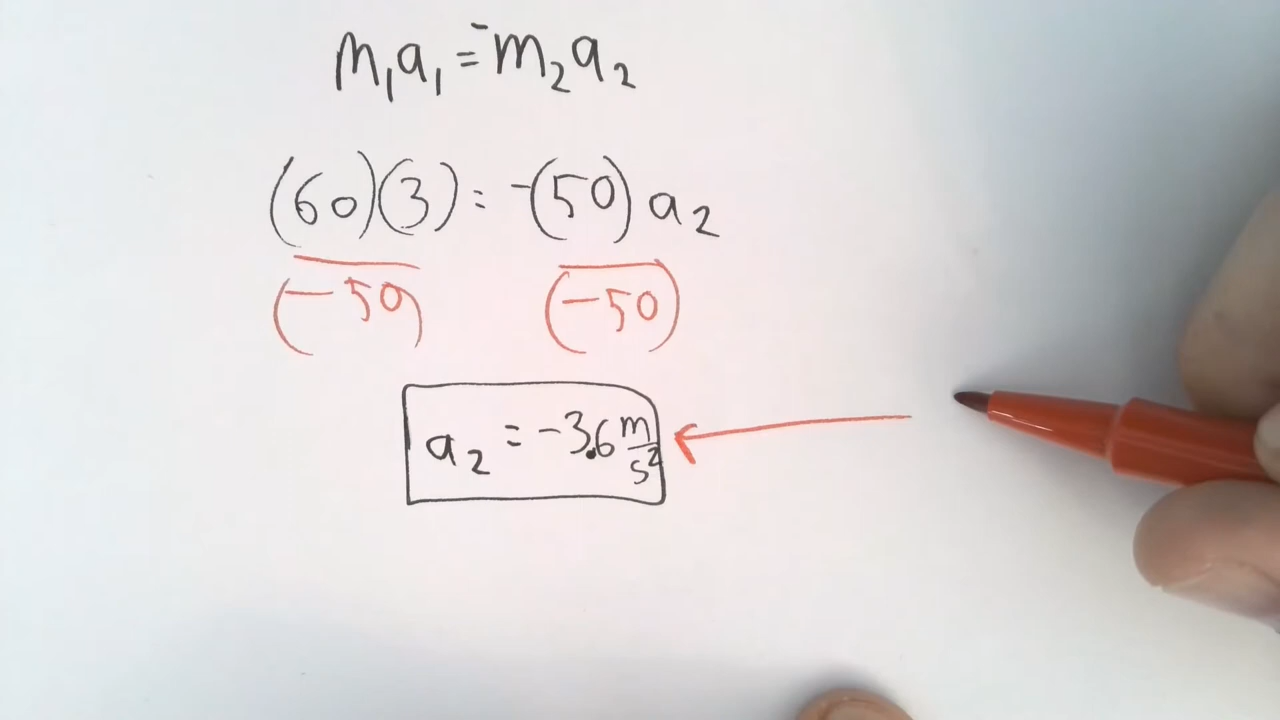 m₁a₁ = -m₂a₂
(60)(3) = -(50)a₂
(-50) (-50)
a₂ = -3.6 m/s²